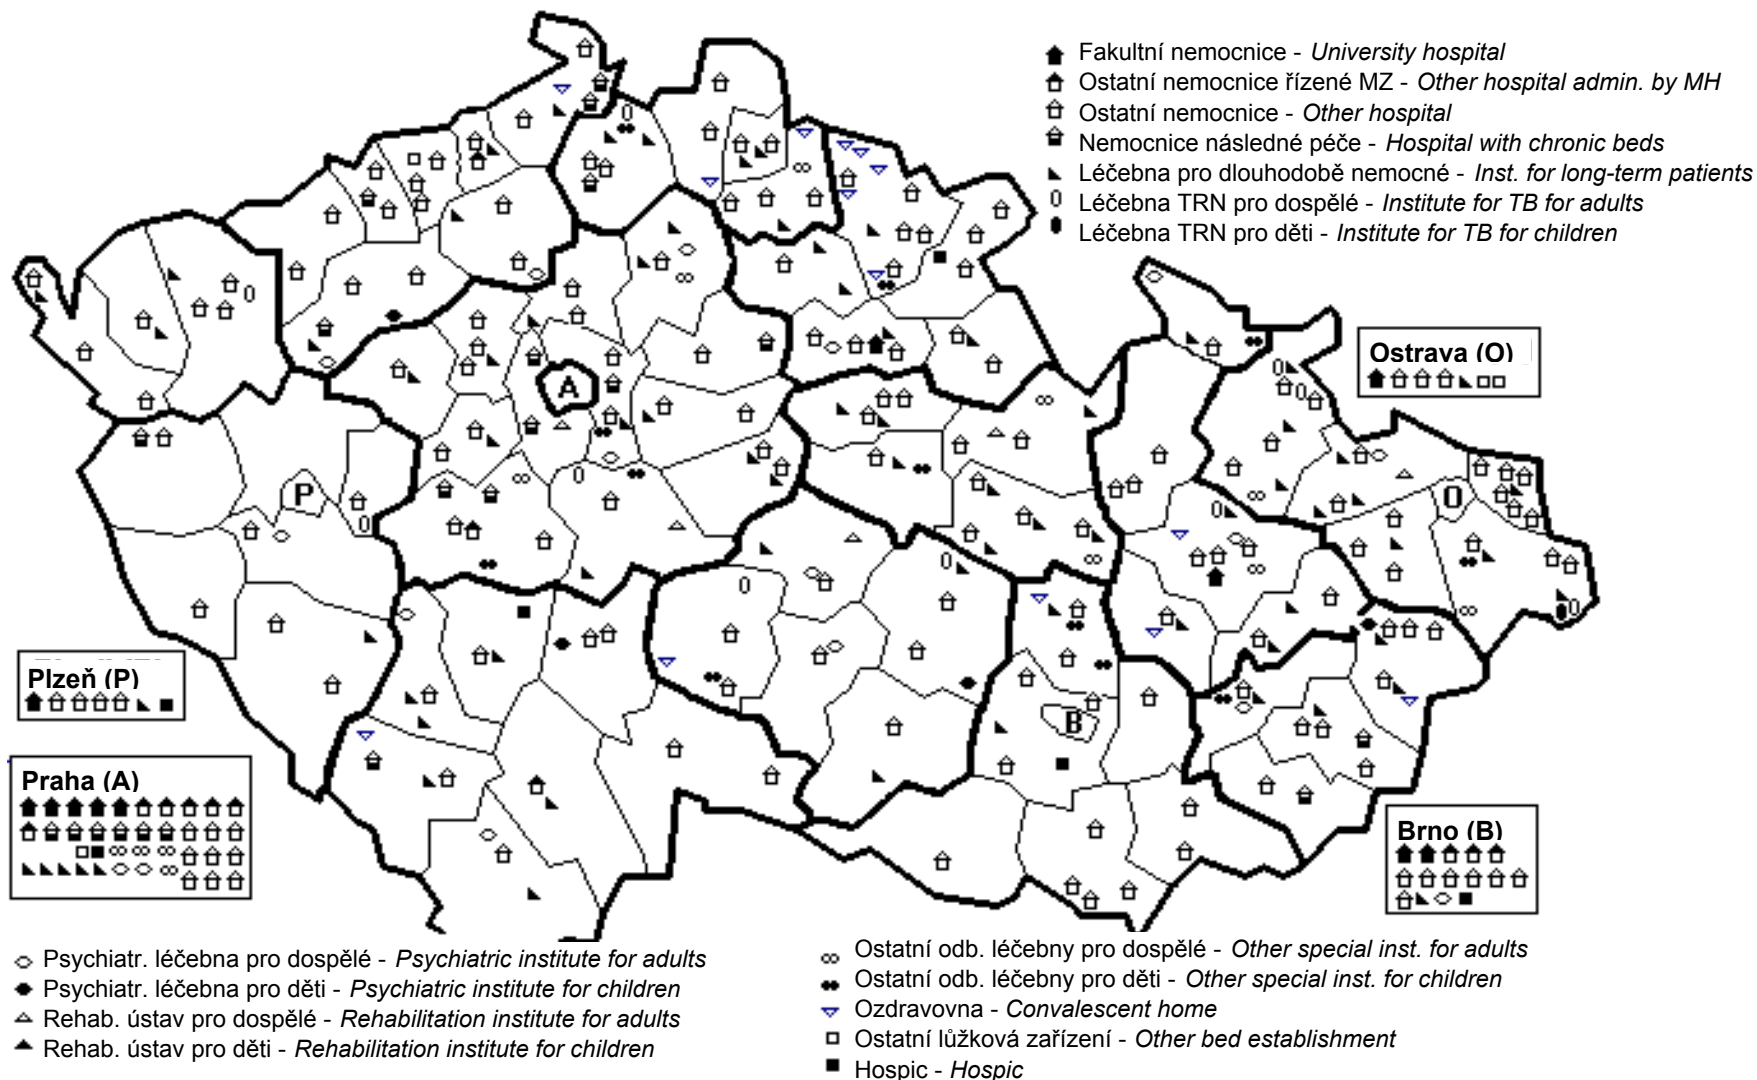 Fakultní nemocnice - University hospital
Ostatní nemocnice řízené MZ - Other hospital admin. by MH
Ostatní nemocnice - Other hospital
Nemocnice následné péče - Hospital with chronic beds
Léčebna pro dlouhodobě nemocné - Inst. for long-term patients
Léčebna TRN pro dospělé - Institute for TB for adults
Léčebna TRN pro děti - Institute for TB for children
Ostrava (O)
A
P
O
B
Plzeň (P)
Praha (A)
Brno (B)
Psychiatr. léčebna pro dospělé - Psychiatric institute for adults
Psychiatr. léčebna pro děti - Psychiatric institute for children
Rehab. ústav pro dospělé - Rehabilitation institute for adults
Rehab. ústav pro děti - Rehabilitation institute for children
Ostatní odb. léčebny pro dospělé - Other special inst. for adults
Ostatní odb. léčebny pro děti - Other special inst. for children
Ozdravovna - Convalescent home
Ostatní lůžková zařízení - Other bed establishment
Hospic - Hospic